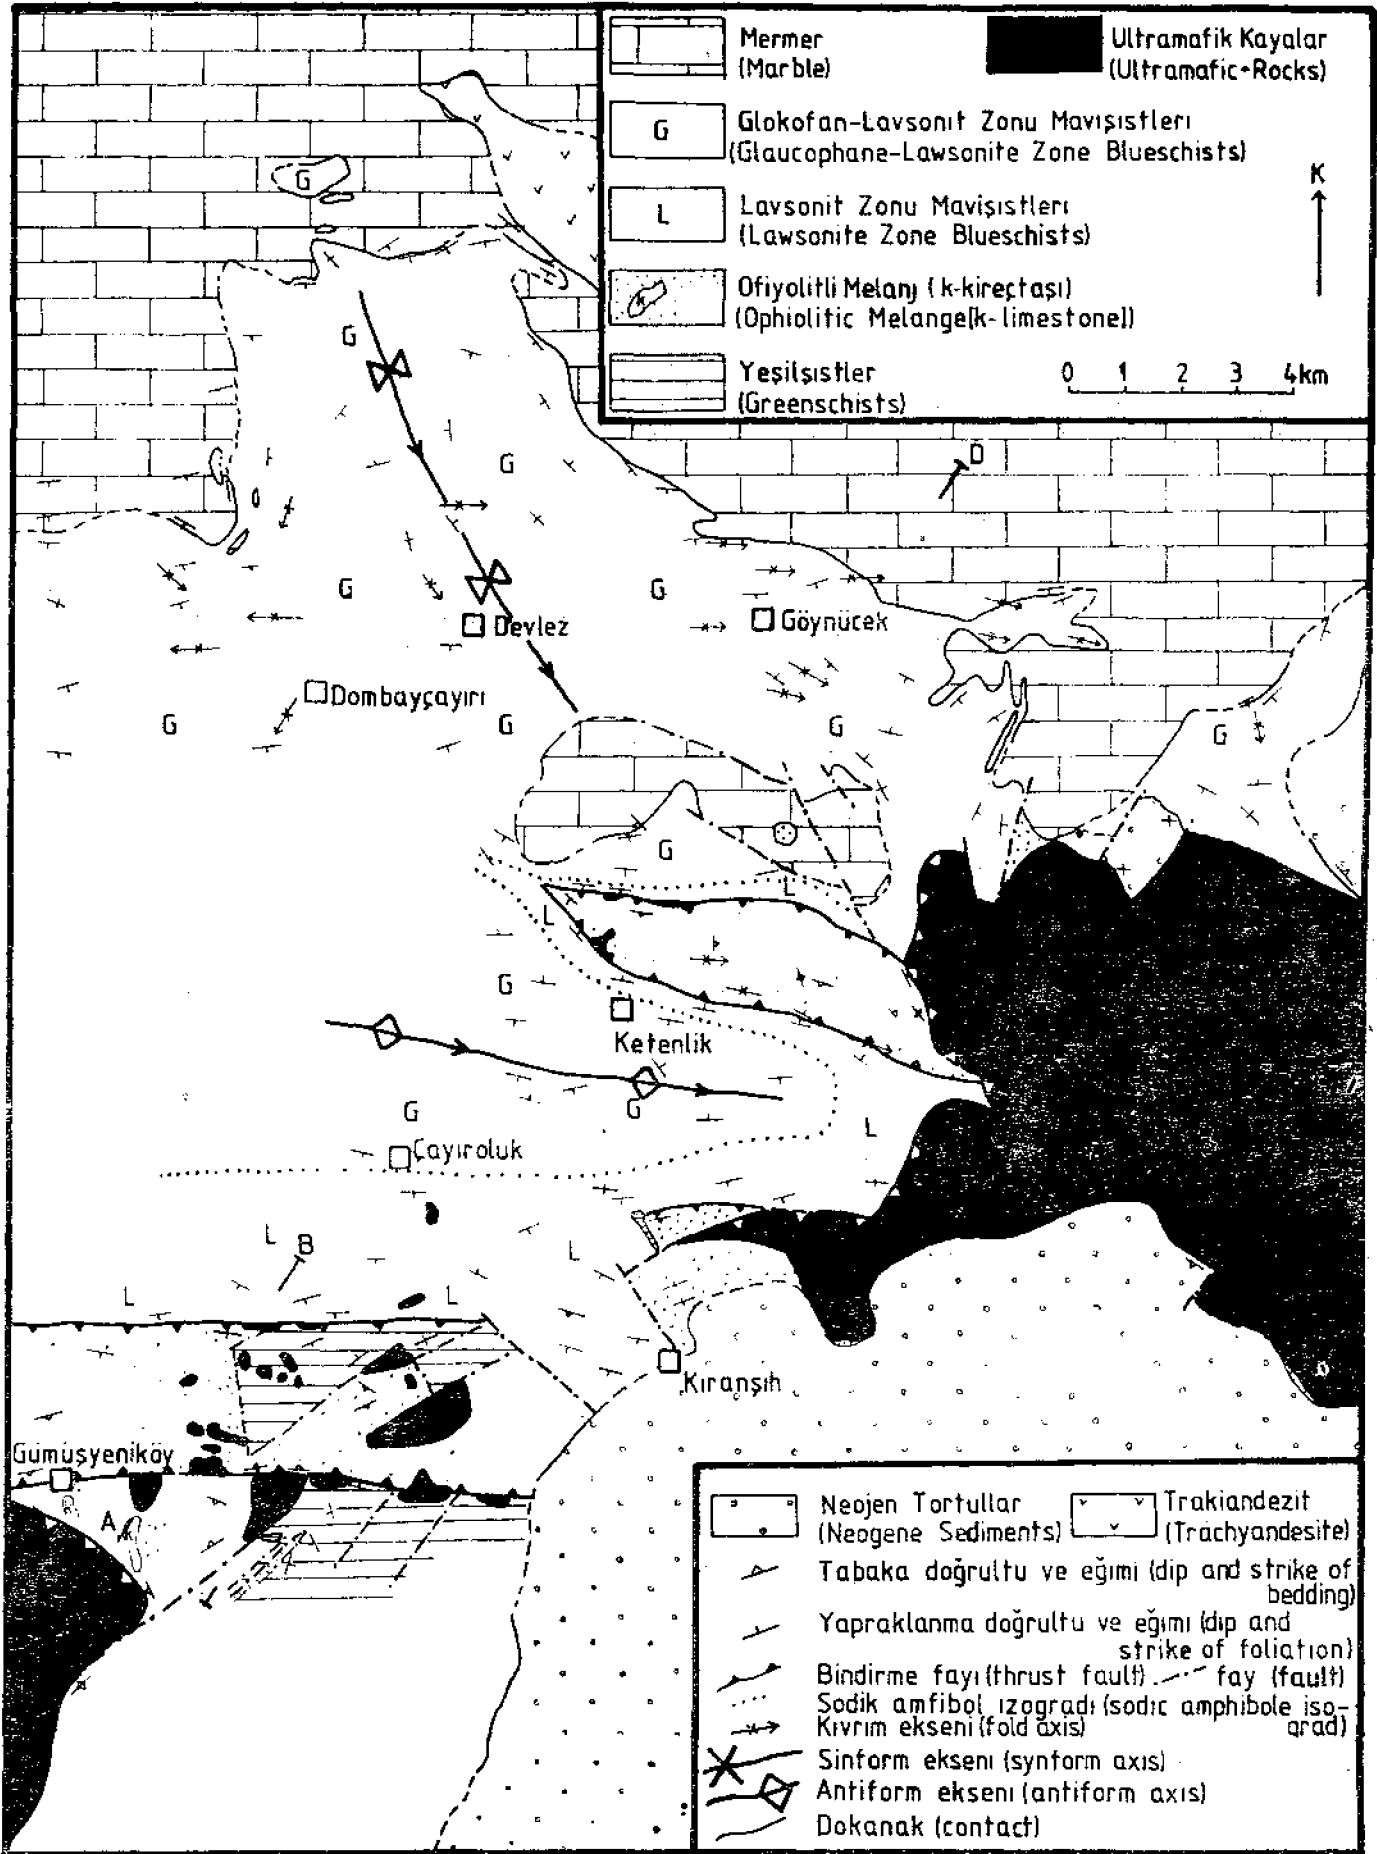 Mermer
(Marble)
Ultramafik Kayalar
(Ultramafic-Rocks)
G
Glokofan-Lavsonit Zonu Mavişistleri
(Glaucophane-Lawsonite Zone Blueschists)
K
L
Lavsonit Zonu Mavişistleri
(Lawsonite Zone Blueschists)
k
Ofiyolitli Melanj (k-kireçtaşı)
(Ophiolitic Melange[k-limestone])
Yeşilşistler
(Greenschists)
0 1 2 3 4km
G
G
G
D
G
G
Devlez
Göynücek
Dombayçayırı
G
G
G
G
G
L
L
G
Ketenlik
G
G
L
Çayıroluk
L
B
L
L
L
Kıranşıh
Gümüşyeniköy
A
k
Neojen Tortullar
(Neogene Sediments)
Trakiandezit
(Trachyandesite)
Tabaka doğrultu ve eğimi (dip and strike of
bedding)
Yapraklanma doğrultu ve eğimi (dip and
strike of foliation)
Bindirme fayı (thrust fault)
fay (fault)
Sodik amfibol izogradı (sodic amphibole iso-
grad)
Kıvrım ekseni (fold axis)
Sinform ekseni (synform axis)
Antiform ekseni (antiform axis)
Dokanak (contact)